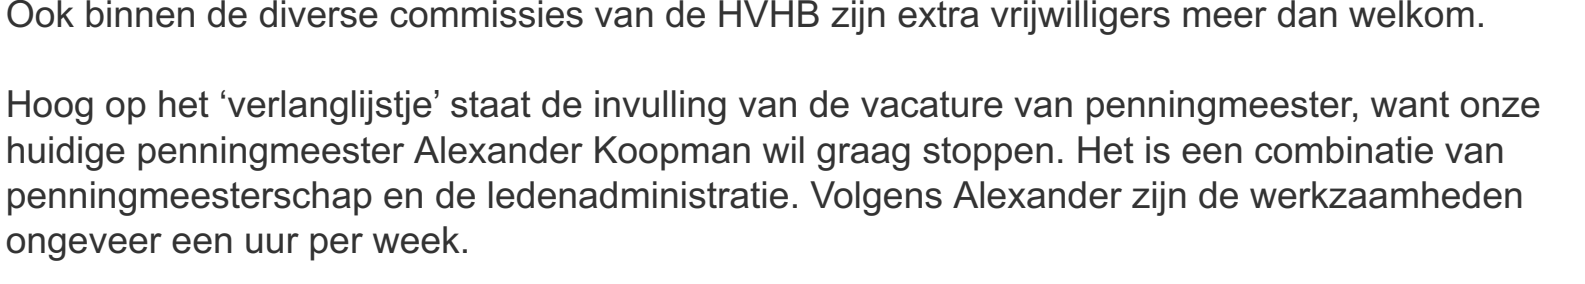 Ook binnen de diverse commissies van de HVHB zijn extra vrijwilligers meer dan welkom.
Hoog op het ‘verlanglijstje’ staat de invulling van de vacature van penningmeester, want onze
huidige penningmeester Alexander Koopman wil graag stoppen. Het is een combinatie van
penningmeesterschap en de ledenadministratie. Volgens Alexander zijn de werkzaamheden
ongeveer een uur per week.